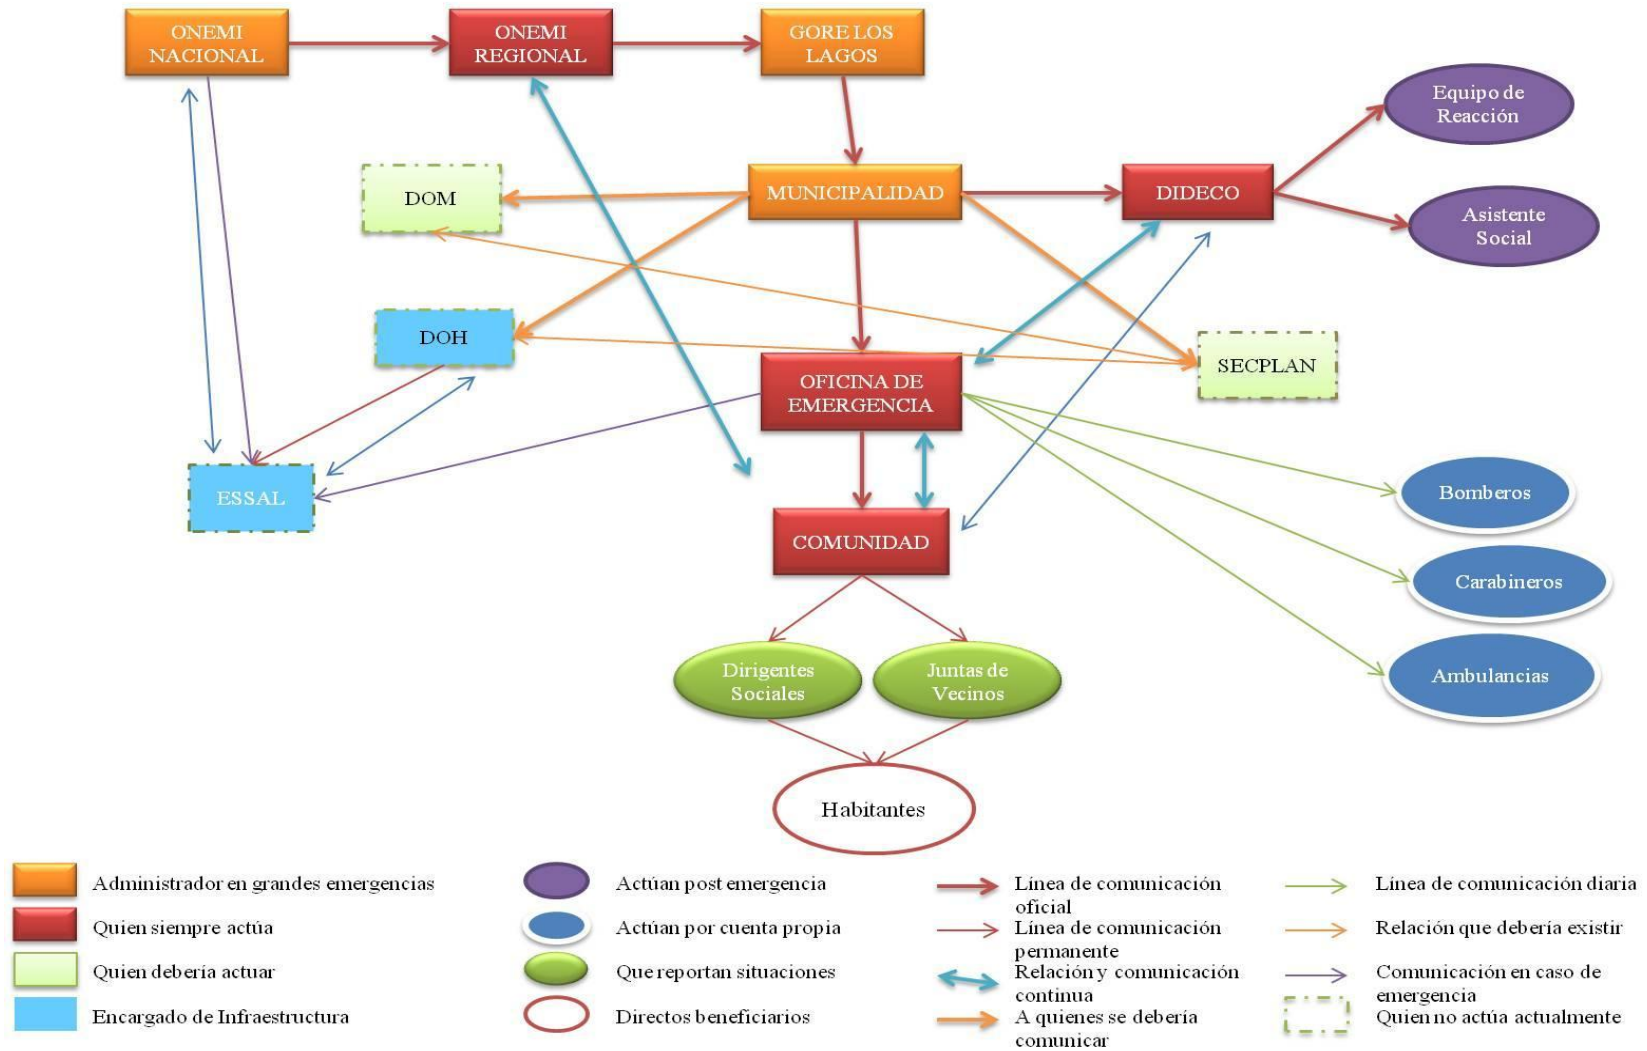 ONEMI
NACIONAL
ONEMI
REGIONAL
GORE LOS
LAGOS
Equipo de
Reacción
DOM
MUNICIPALIDAD
DIDECO
Asistente
Social
DOH
SECPLAN
OFICINA DE
EMERGENCIA
ESSAL
Bomberos
COMUNIDAD
Carabineros
Dirigentes
Sociales
Juntas de
Vecinos
Ambulancias
Habitantes
Administrador en grandes emergencias
Quien siempre actúa
Quien debería actuar
Encargado de Infraestructura
Actúan post emergencia
Actúan por cuenta propia
Que reportan situaciones
Directos beneficiarios
Línea de comunicación
oficial
Línea de comunicación
permanente
Relación y comunicación
continua
A quienes se debería
comunicar
Línea de comunicación diaria
Relación que debería existir
Comunicación en caso de
emergencia
Quien no actúa actualmente